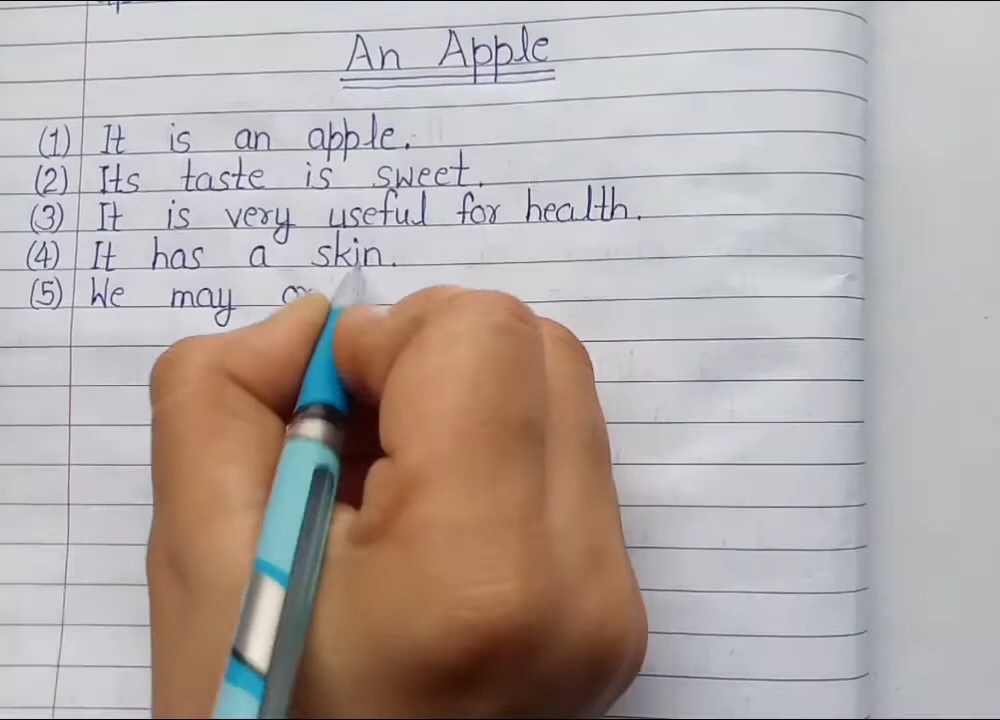 An Apple
(1) It is an apple.
(2) Its taste is sweet.
(3) It is very useful for health.
(4) It has a skin.
(5) We may